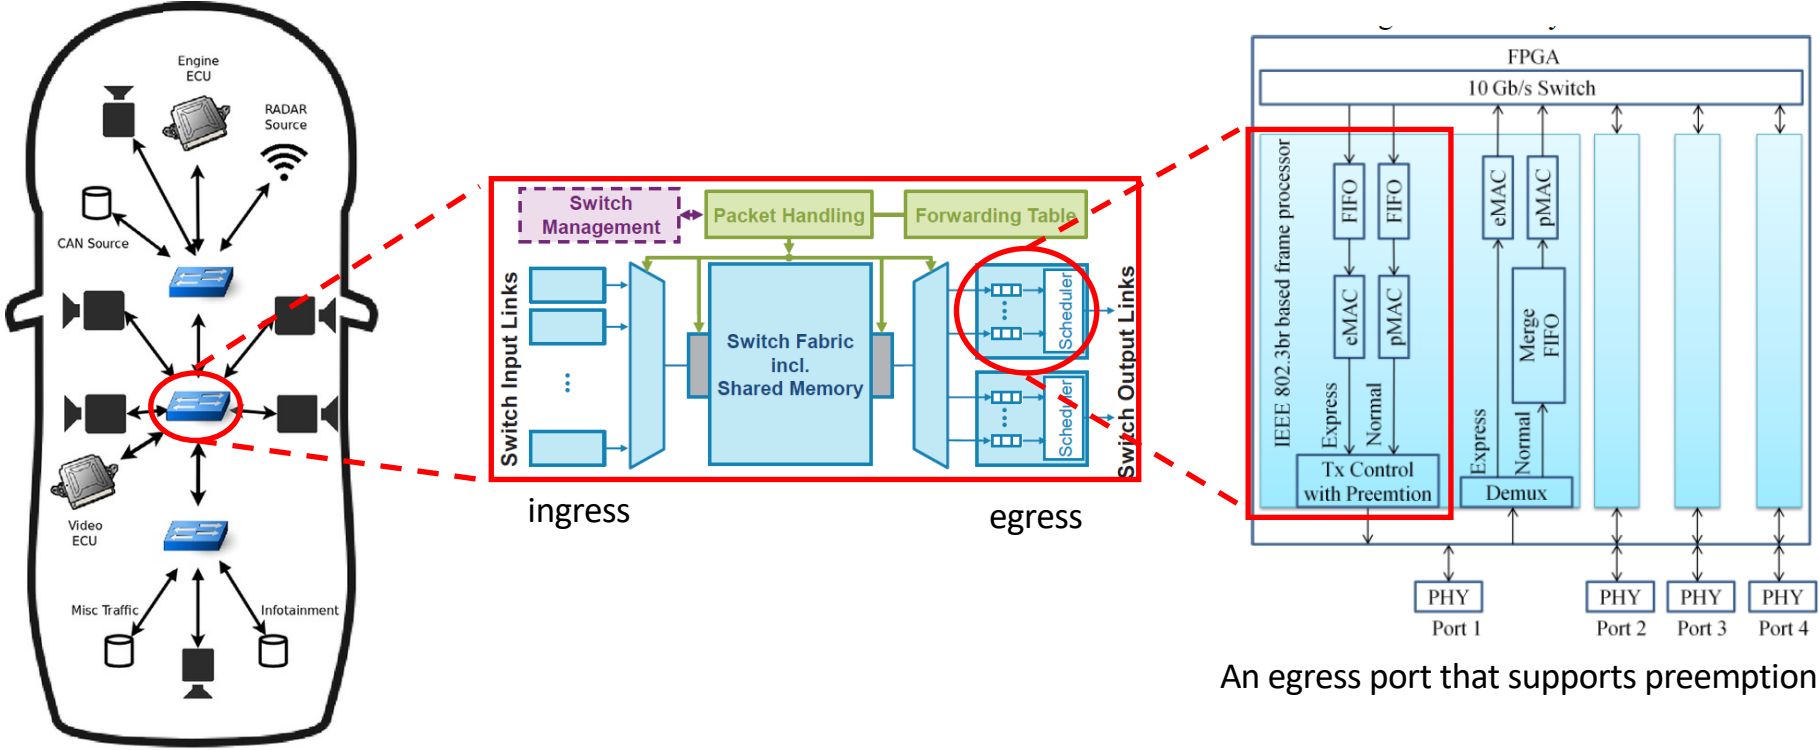 Engine
ECU
RADAR
Source
CAN Source
Video
ECU
Misc Traffic
Infotainment
Switch
Management
Packet Handling
Forwarding Table
Switch Input Links
Switch Fabric
incl.
Shared Memory
Scheduler
Scheduler
Switch Output Links
ingress
egress
FPGA
10 Gb/s Switch
IEEE 802.3br based frame processor
FIFO
FIFO
eMAC
pMAC
eMAC
pMAC
Merge
FIFO
Express
Normal
Express
Normal
Tx Control
with Preemtion
Demux
PHY
PHY
PHY
PHY
Port 1
Port 2
Port 3
Port 4
An egress port that supports preemption